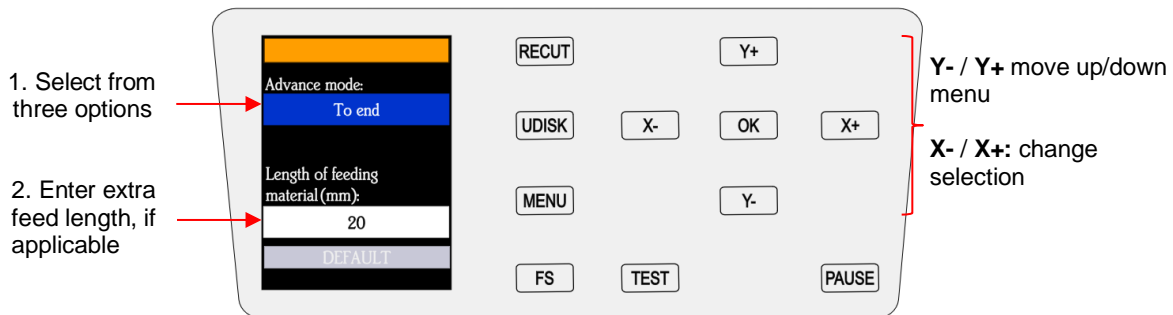 1. Select from
three options
2. Enter extra
feed length, if
applicable
Advance mode:
To end
Length of feeding
material(mm):
20
DEFAULT
RECUT
Y+
UDISK
X-
OK
X+
MENU
Y-
FS
TEST
PAUSE
Y- / Y+ move up/down
menu
X- / X+: change
selection